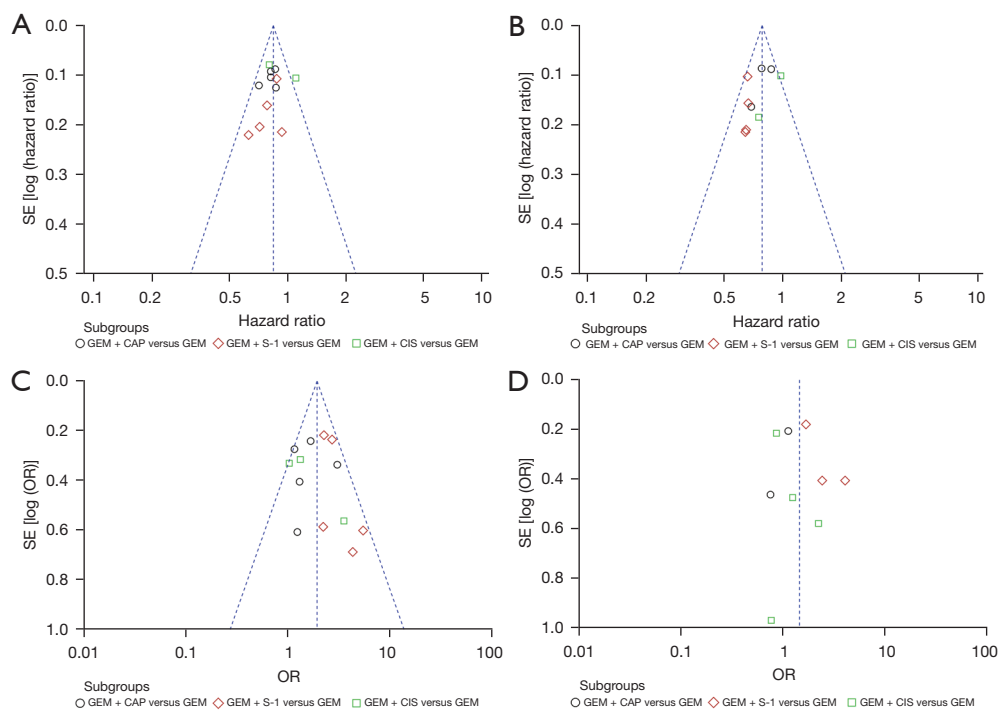 A
0.0
0.1
0.2
0.3
0.4
0.5
SE [log (hazard ratio)]
0.1 0.2 0.5 1 2 5 10
Hazard ratio
Subgroups
GEM + CAP versus GEM GEM + S-1 versus GEM GEM + CIS versus GEM
B
0.0
0.1
0.2
0.3
0.4
0.5
SE [log (hazard ratio)]
0.1 0.2 0.5 1 2 5 10
Hazard ratio
Subgroups
GEM + CAP versus GEM GEM + S-1 versus GEM GEM + CIS versus GEM
C
0.0
0.2
0.4
0.6
0.8
1.0
SE [log (OR)]
0.01 0.1 1 10 100
OR
Subgroups
GEM + CAP versus GEM GEM + S-1 versus GEM GEM + CIS versus GEM
D
0.0
0.2
0.4
0.6
0.8
1.0
SE [log (OR)]
0.01 0.1 1 10 100
OR
Subgroups
GEM + CAP versus GEM GEM + S-1 versus GEM GEM + CIS versus GEM